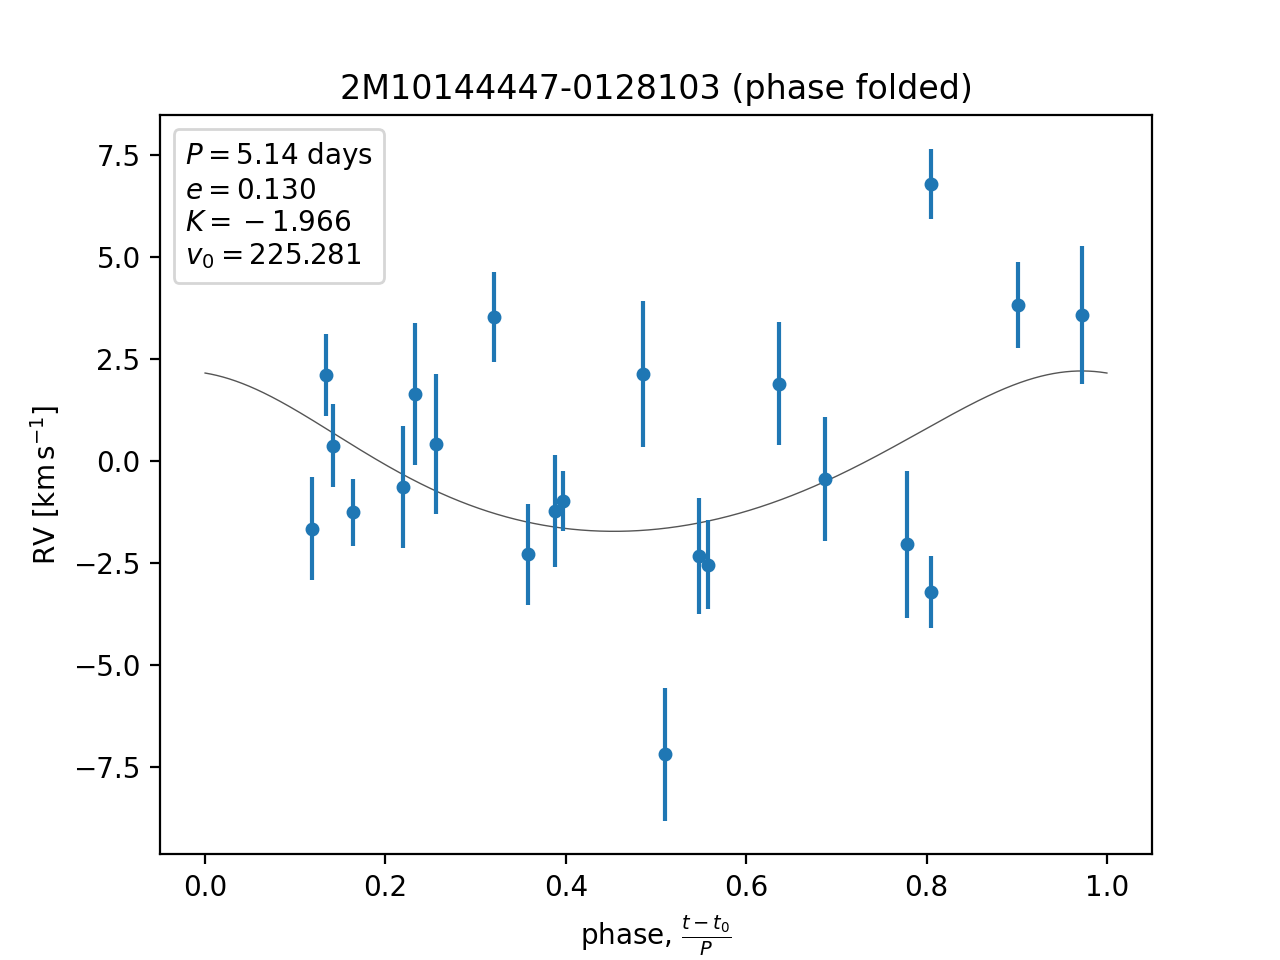 2M10144447-0128103 (phase folded)
P = 5.14 days
e = 0.130
K = −1.966
v₀ = 225.281
7.5
5.0
2.5
0.0
−2.5
−5.0
−7.5
RV [km s⁻¹]
0.0 0.2 0.4 0.6 0.8 1.0
phase, (t − t₀)/P